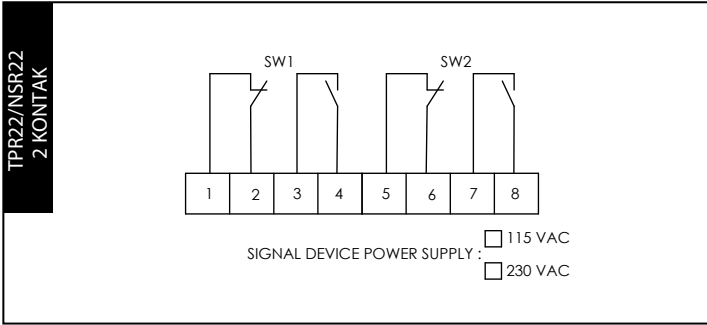 TPR22/NSR22
2 KONTAK
SW1
SW2
1 2 3 4 5 6 7 8
SIGNAL DEVICE POWER SUPPLY :
115 VAC
230 VAC